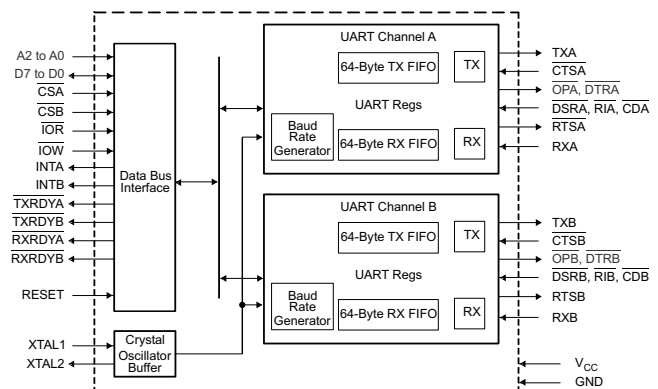 A2 to A0
D7 to D0
CSA
CSB
IOR
IOW
INTA
INTB
TXRDYA
TXRDYB
RXRDYA
RXRDYB
RESET
XTAL1
XTAL2
Data Bus
Interface
Crystal
Oscillator
Buffer
UART Channel A
64-Byte TX FIFO
TX
UART Regs
Baud
Rate
Generator
64-Byte RX FIFO
RX
UART Channel B
64-Byte TX FIFO
TX
UART Regs
Baud
Rate
Generator
64-Byte RX FIFO
RX
TXA
CTSA
OPA, DTRA
DSRA, RIA, CDA
RTSA
RXA
TXB
CTSB
OPB, DTRB
DSRB, RIB, CDB
RTSB
RXB
VCC
GND